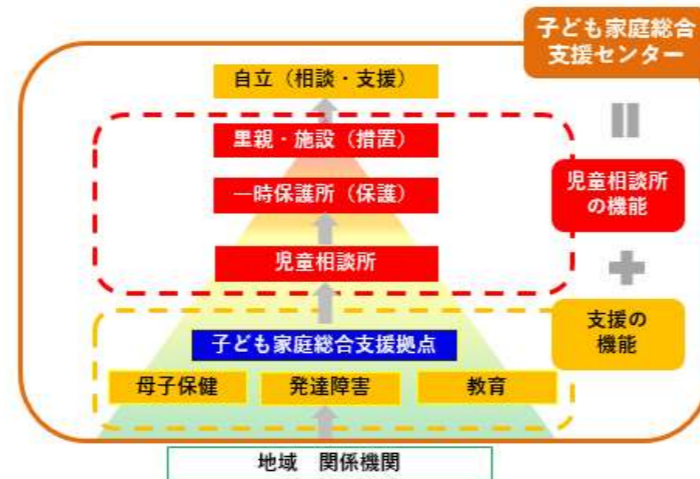 子ども家庭総合
支援センター
自立（相談・支援）
里親・施設（措置）
一時保護所（保護）
児童相談所
の機能
児童相談所
支援の
機能
子ども家庭総合支援拠点
母子保健
発達障害
教育
地域　関係機関